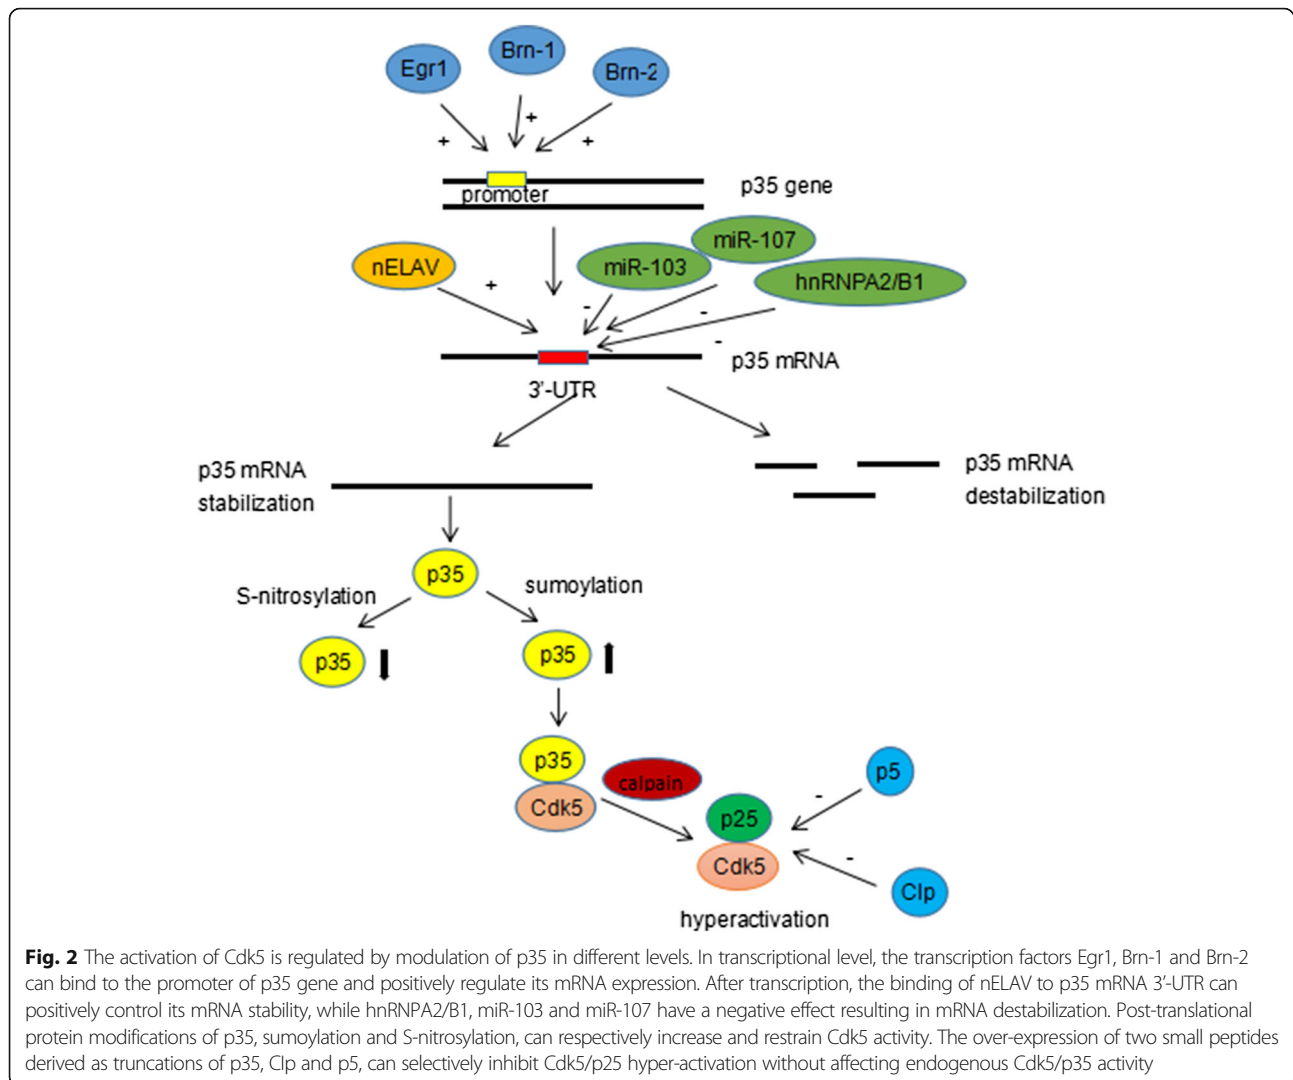 Egr1
Brn-1
Brn-2
+
+
+
promoter
p35 gene
nELAV
miR-103
miR-107
hnRNPA2/B1
+
-
-
-
p35 mRNA
3'-UTR
p35 mRNA
stabilization
p35 mRNA
destabilization
p35
S-nitrosylation
sumoylation
p35
p35
p35
Cdk5
calpain
p25
Cdk5
hyperactivation
p5
-
-
CIp
Fig. 2 The activation of Cdk5 is regulated by modulation of p35 in different levels. In transcriptional level, the transcription factors Egr1, Brn-1 and Brn-2
can bind to the promoter of p35 gene and positively regulate its mRNA expression. After transcription, the binding of nELAV to p35 mRNA 3'-UTR can
positively control its mRNA stability, while hnRNPA2/B1, miR-103 and miR-107 have a negative effect resulting in mRNA destabilization. Post-translational
protein modifications of p35, sumoylation and S-nitrosylation, can respectively increase and restrain Cdk5 activity. The over-expression of two small peptides
derived as truncations of p35, CIp and p5, can selectively inhibit Cdk5/p25 hyper-activation without affecting endogenous Cdk5/p35 activity